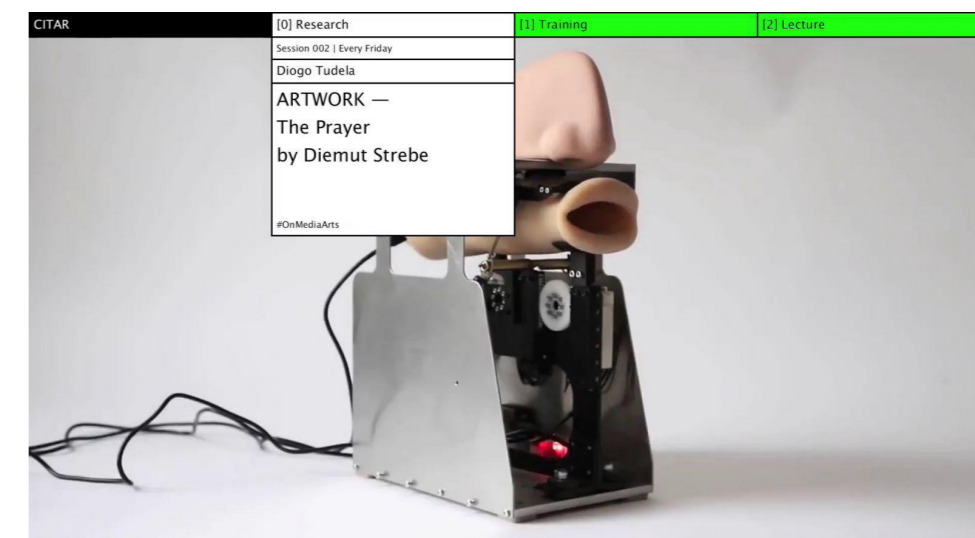 CITAR
[0] Research
[1] Training
[2] Lecture
Session 002 | Every Friday
Diogo Tudela
ARTWORK —
The Prayer
by Diemut Strebe
#OnMediaArts